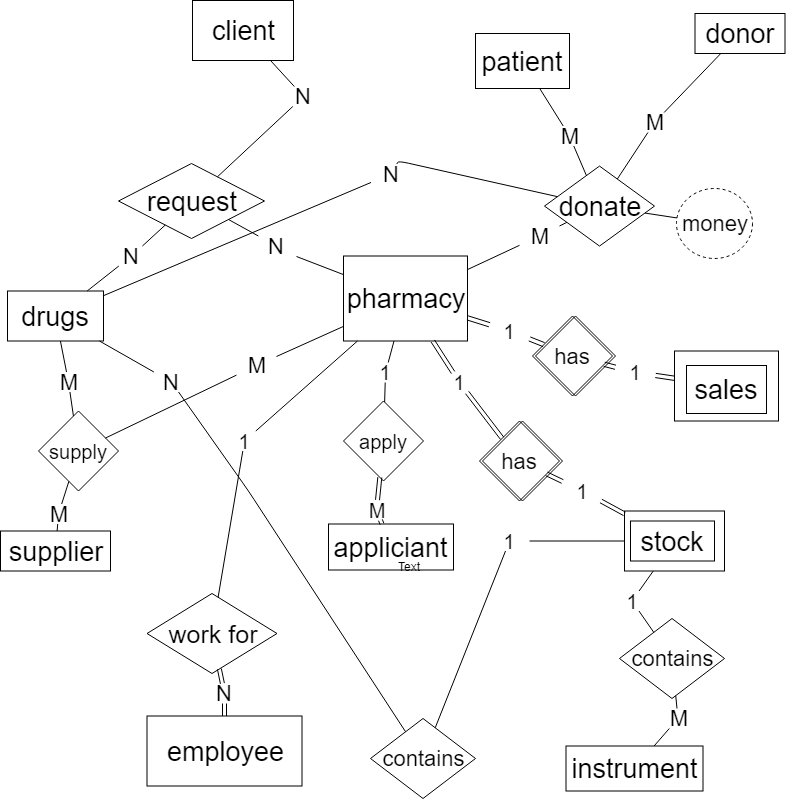 client
donor
patient
N
M
M
request
N
donate
money
M
N
N
pharmacy
drugs
1
has
M
1
1
M
N
1
sales
1
apply
supply
has
1
M
M
1
stock
appliciant
Text
supplier
1
work for
contains
N
M
employee
contains
instrument